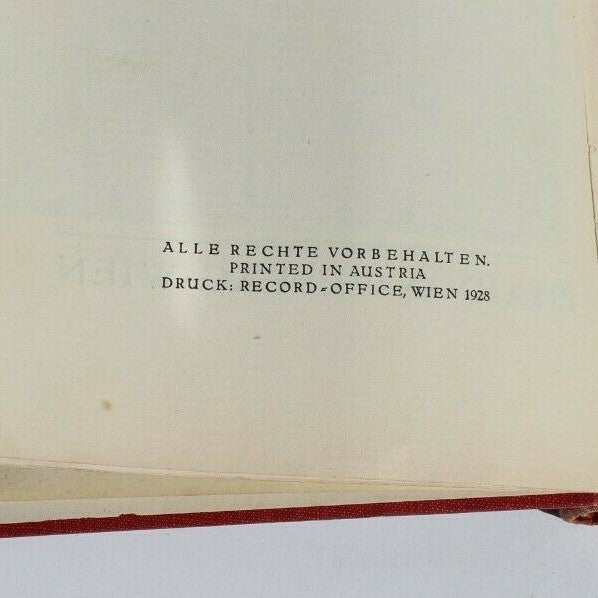 ALLE RECHTE VORBEHALTEN.
PRINTED IN AUSTRIA
DRUCK: RECORD-OFFICE, WIEN 1928